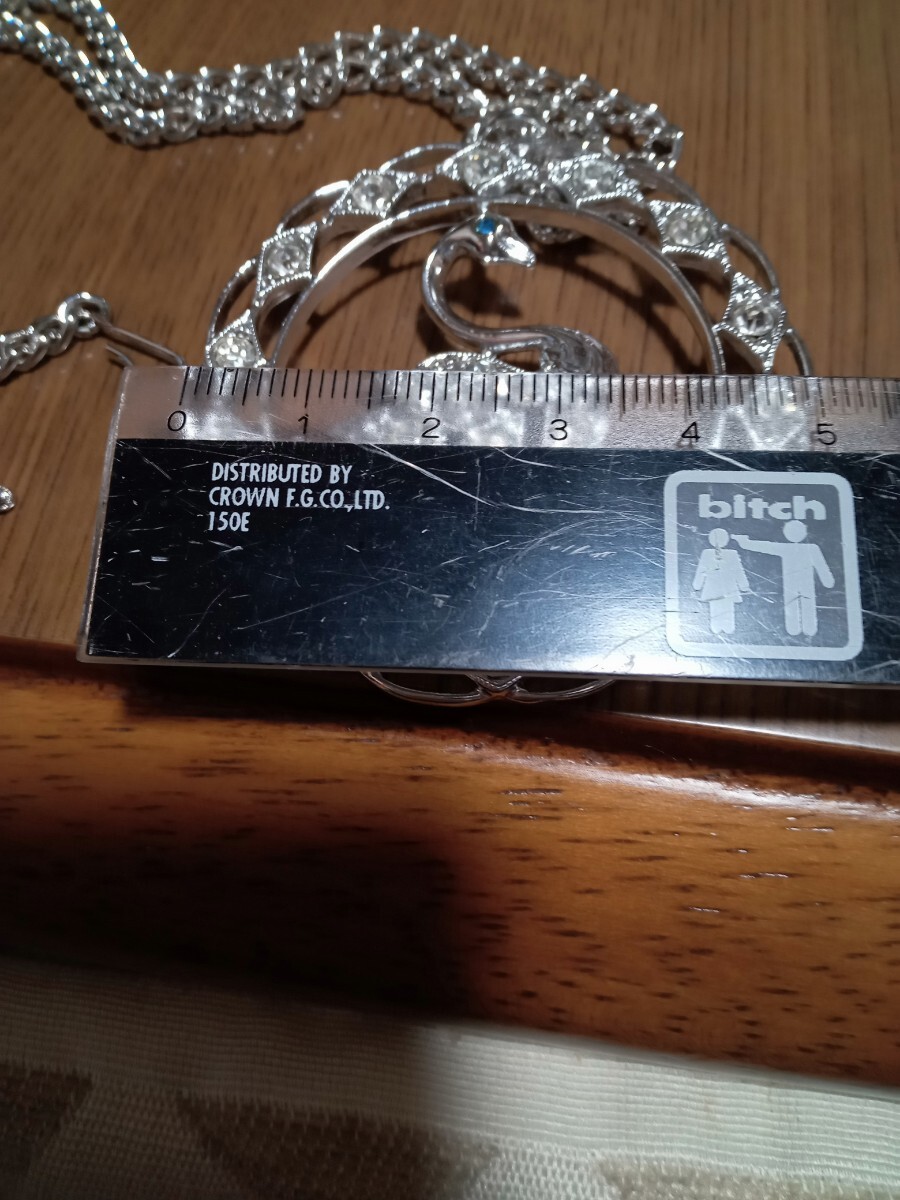 0 1 2 3 4 5
DISTRIBUTED BY
CROWN F.G.CO.,LTD.
150E
bitch